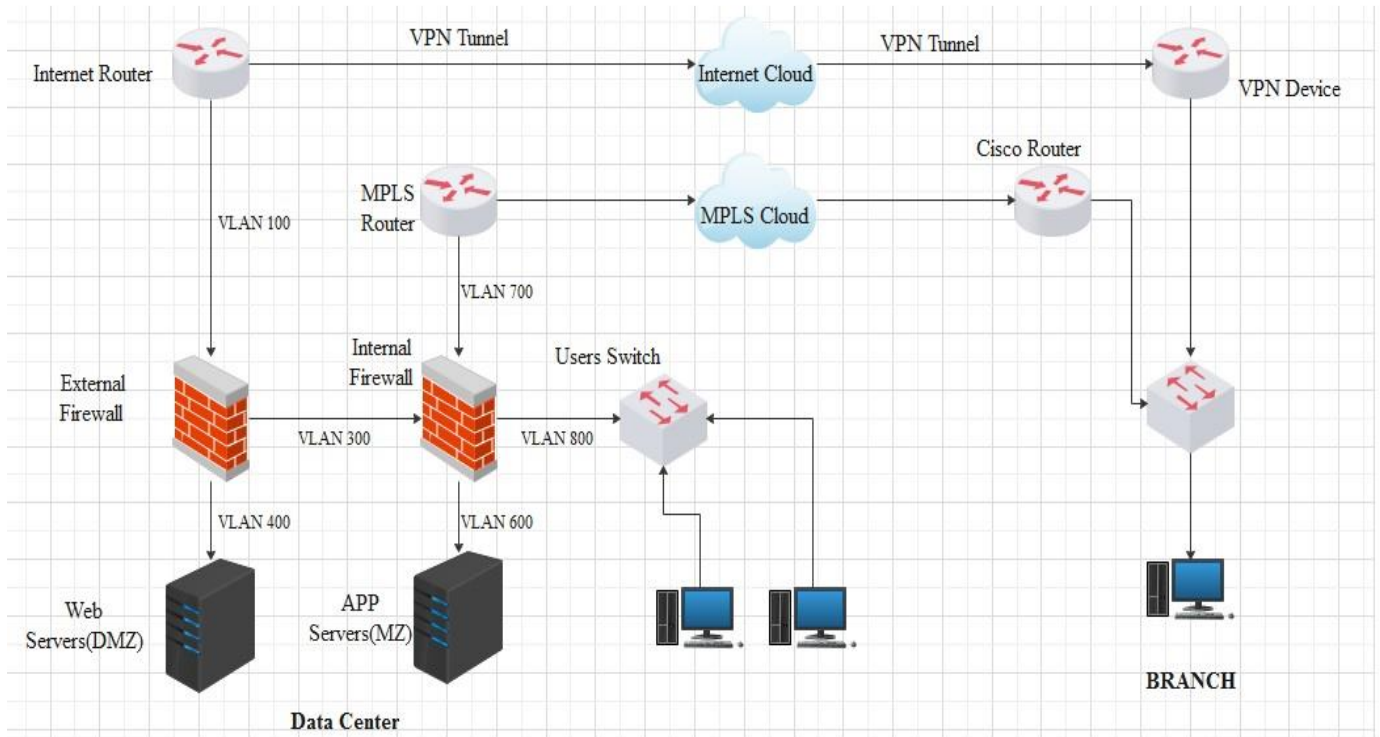 VPN Tunnel
VPN Tunnel
Internet Router
Internet Cloud
VPN Device
Cisco Router
MPLS
Router
MPLS Cloud
VLAN 100
VLAN 700
Internal
Firewall
Users Switch
External
Firewall
VLAN 300
VLAN 800
VLAN 400
VLAN 600
Web
Servers(DMZ)
APP
Servers(MZ)
BRANCH
Data Center